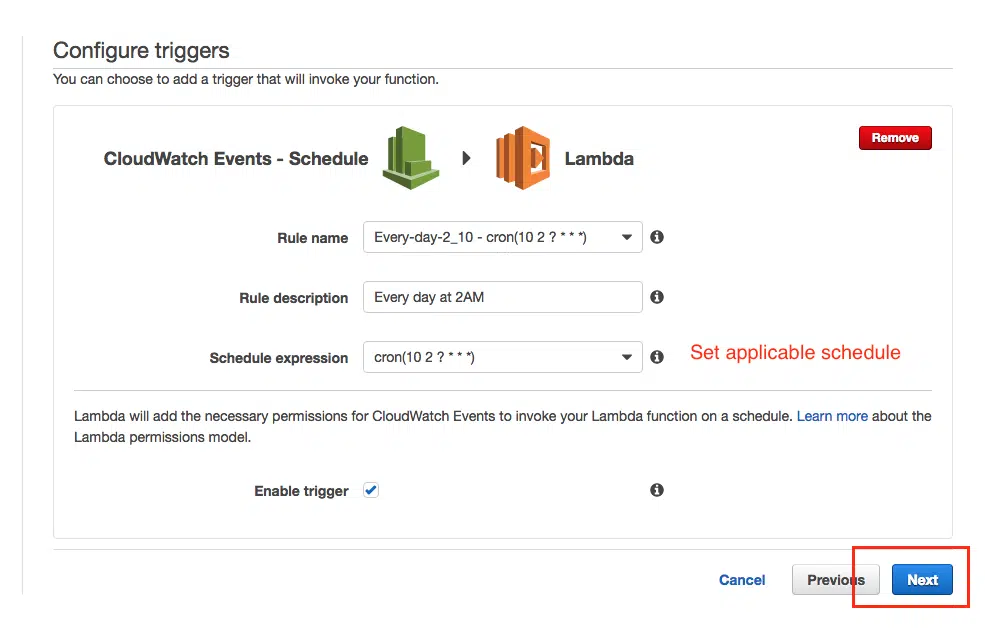 Configure triggers
You can choose to add a trigger that will invoke your function.
CloudWatch Events - Schedule
Lambda
Remove
Rule name
Every-day-2_10 - cron(10 2 ? * * *)
Rule description
Every day at 2AM
Schedule expression
cron(10 2 ? * * *)
Set applicable schedule
Lambda will add the necessary permissions for CloudWatch Events to invoke your Lambda function on a schedule. Learn more about the
Lambda permissions model.
Enable trigger
Cancel
Previous
Next